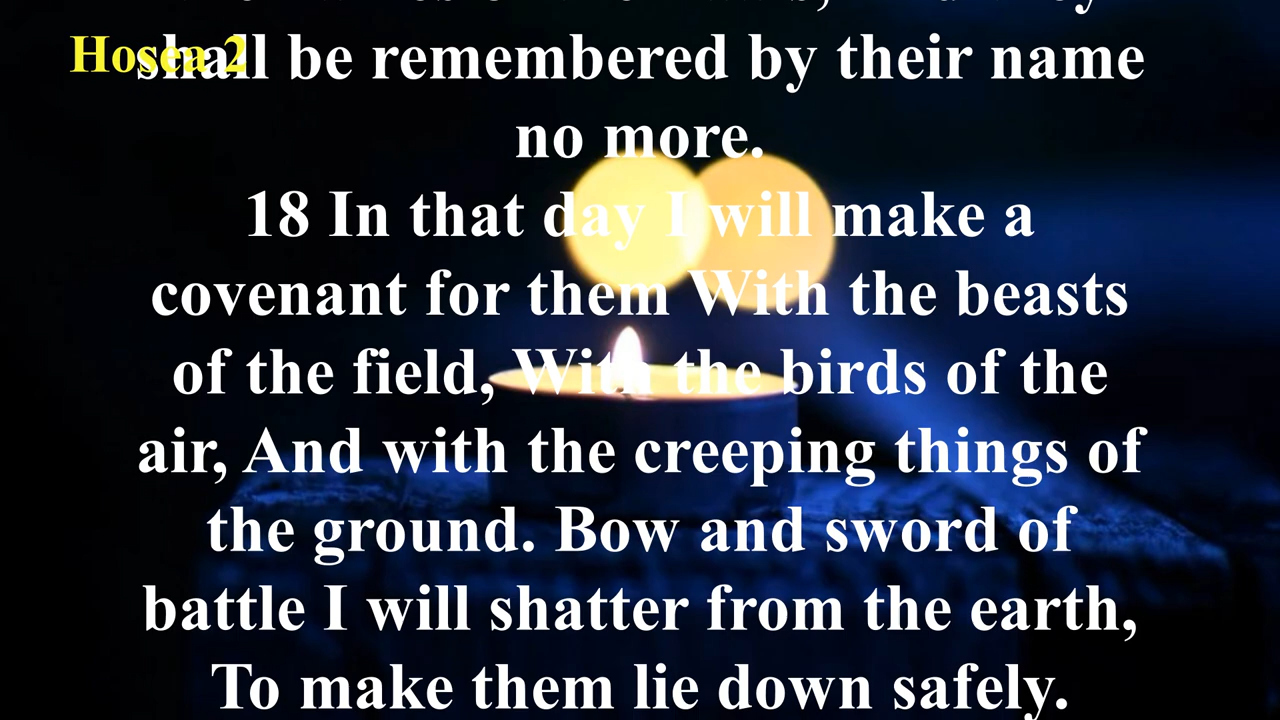 Hosea 2
shall be remembered by their name
no more.
18 In that day I will make a
covenant for them With the beasts
of the field, With the birds of the
air, And with the creeping things of
the ground. Bow and sword of
battle I will shatter from the earth,
To make them lie down safely.